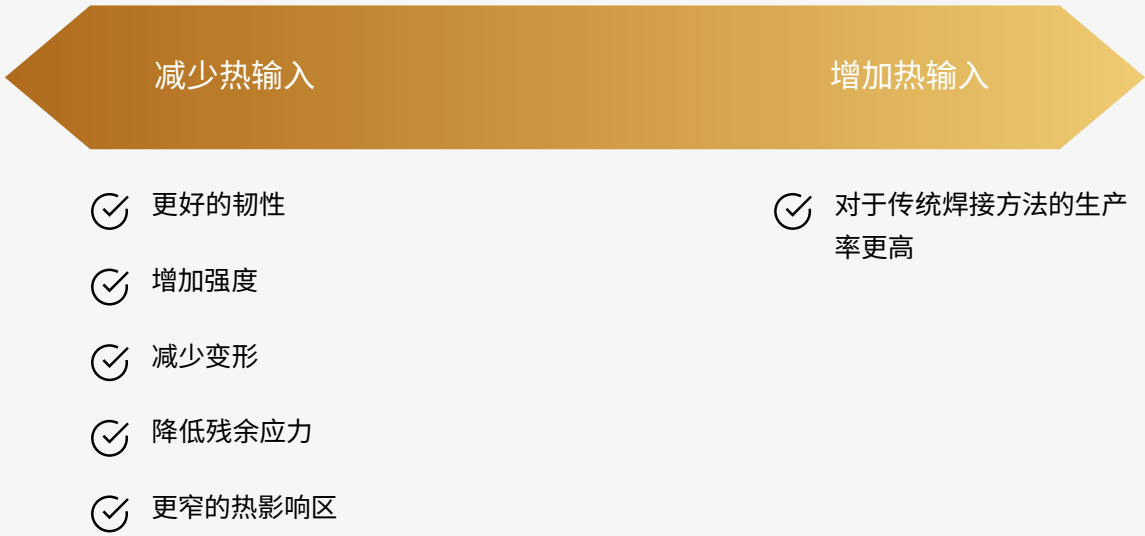 减少热输入
增加热输入
更好的韧性
增加强度
减少变形
降低残余应力
更窄的热影响区
对于传统焊接方法的生产
率更高